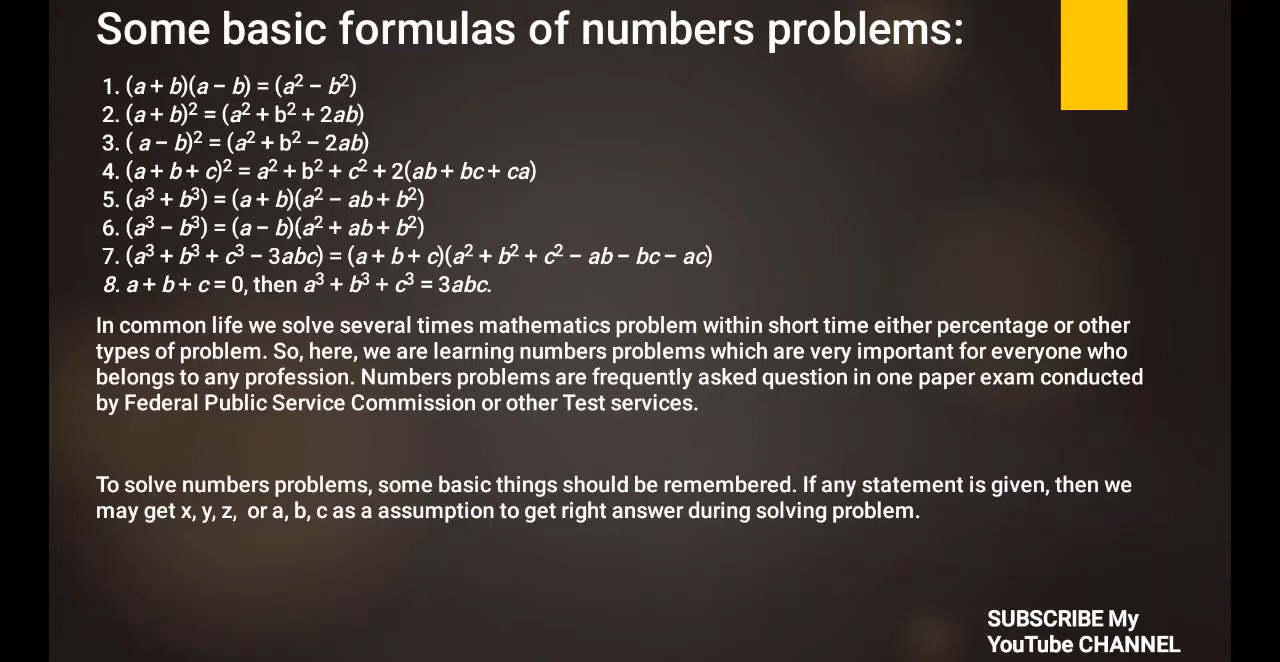 Some basic formulas of numbers problems:
1. (a + b)(a − b) = (a² − b²)
2. (a + b)² = (a² + b² + 2ab)
3. ( a − b)² = (a² + b² − 2ab)
4. (a + b + c)² = a² + b² + c² + 2(ab + bc + ca)
5. (a³ + b³) = (a + b)(a² − ab + b²)
6. (a³ − b³) = (a − b)(a² + ab + b²)
7. (a³ + b³ + c³ − 3abc) = (a + b + c)(a² + b² + c² − ab − bc − ac)
8. a + b + c = 0, then a³ + b³ + c³ = 3abc.
In common life we solve several times mathematics problem within short time either percentage or other
types of problem. So, here, we are learning numbers problems which are very important for everyone who
belongs to any profession. Numbers problems are frequently asked question in one paper exam conducted
by Federal Public Service Commission or other Test services.
To solve numbers problems, some basic things should be remembered. If any statement is given, then we
may get x, y, z, or a, b, c as a assumption to get right answer during solving problem.
SUBSCRIBE My
YouTube CHANNEL